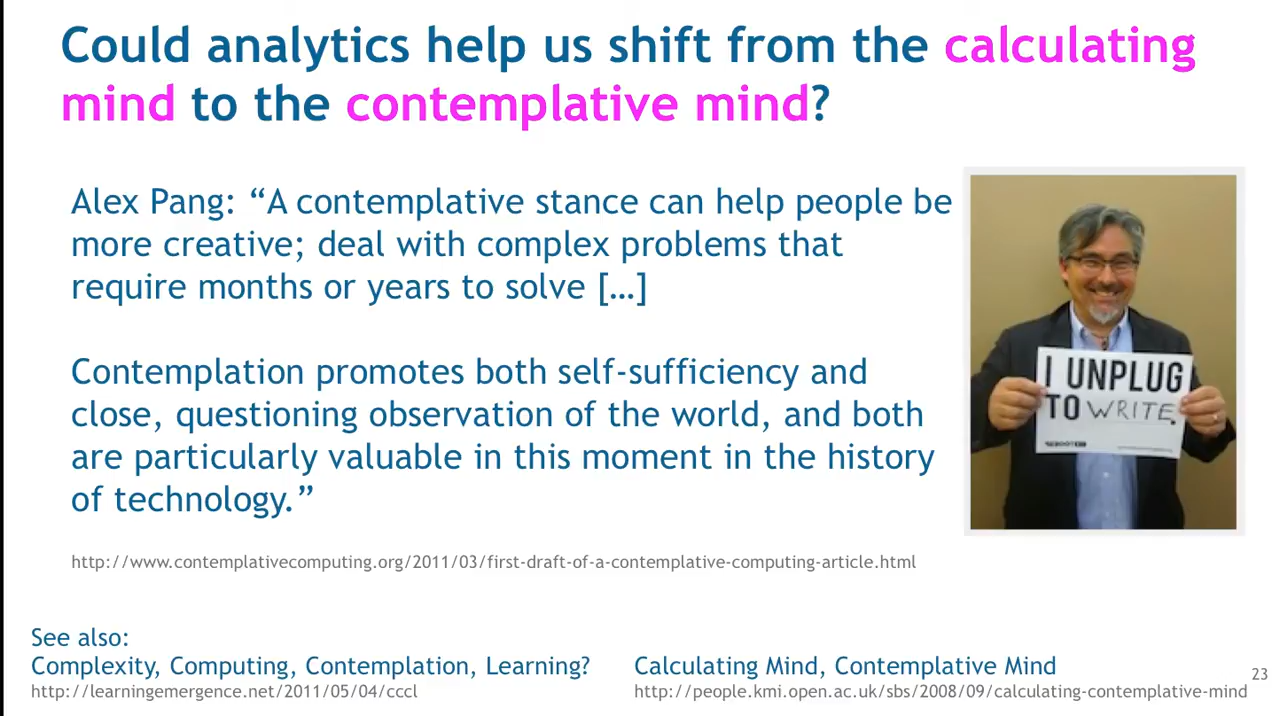 Could analytics help us shift from the calculating
mind to the contemplative mind?
Alex Pang: “A contemplative stance can help people be
more creative; deal with complex problems that
require months or years to solve […]
Contemplation promotes both self-sufficiency and
close, questioning observation of the world, and both
are particularly valuable in this moment in the history
of technology.”
http://www.contemplativecomputing.org/2011/03/first-draft-of-a-contemplative-computing-article.html
I UNPLUG
TO WRITE
See also:
Complexity, Computing, Contemplation, Learning?
http://learningemergence.net/2011/05/04/cccl
Calculating Mind, Contemplative Mind
http://people.kmi.open.ac.uk/sbs/2008/09/calculating-contemplative-mind
23